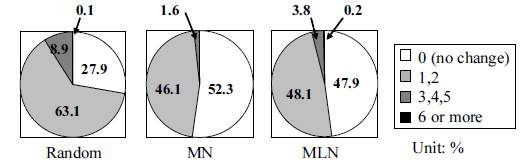 0.1
8.9
27.9
63.1
Random
1.6
46.1
52.3
MN
3.8
0.2
48.1
47.9
MLN
0 (no change)
1,2
3,4,5
6 or more
Unit: %